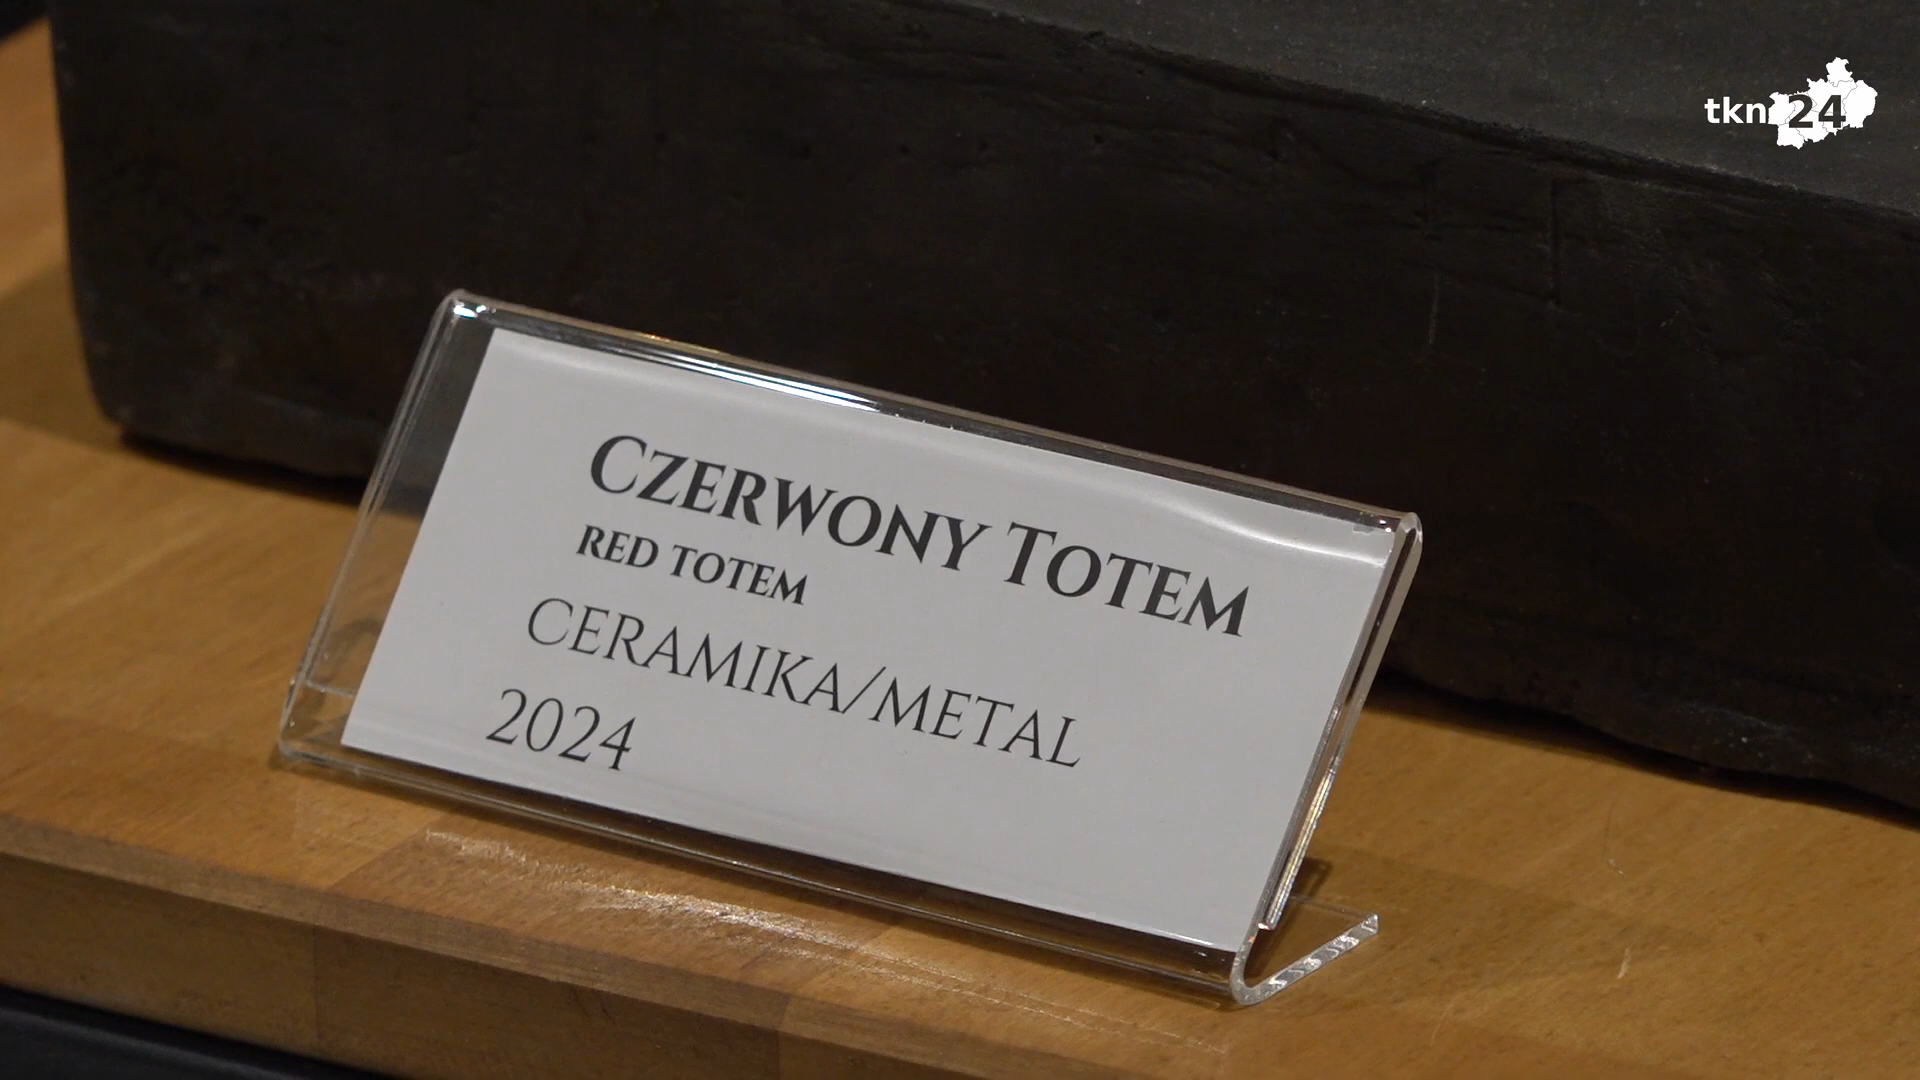 tkn24
CZERWONY TOTEM
RED TOTEM
CERAMIKA/METAL
2024